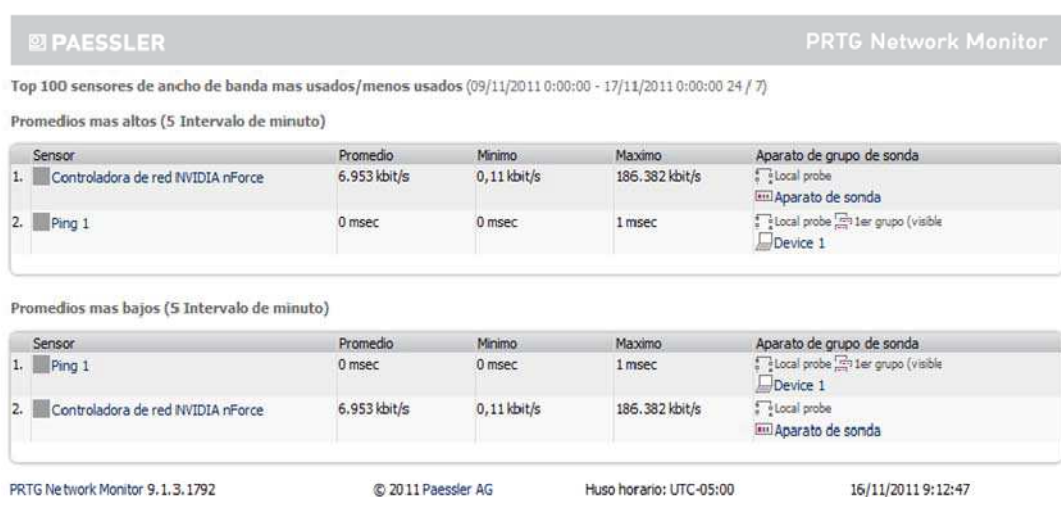 PAESSLER PRTG Network Monitor
Top 100 sensores de ancho de banda mas usados/menos usados (09/11/2011 0:00:00 - 17/11/2011 0:00:00 24 / 7)
Promedios mas altos (5 Intervalo de minuto)
Sensor Promedio Minimo Maximo Aparato de grupo de sonda
1. Controladora de red NVIDIA nForce 6.953 kbit/s 0,11 kbit/s 186.382 kbit/s Local probe
Aparato de sonda
2. Ping 1 0 msec 0 msec 1 msec Local probe 1er grupo (visible
Device 1
Promedios mas bajos (5 Intervalo de minuto)
Sensor Promedio Minimo Maximo Aparato de grupo de sonda
1. Ping 1 0 msec 0 msec 1 msec Local probe 1er grupo (visible
Device 1
2. Controladora de red NVIDIA nForce 6.953 kbit/s 0,11 kbit/s 186.382 kbit/s Local probe
Aparato de sonda
PRTG Network Monitor 9.1.3.1792 © 2011 Paessler AG Huso horario: UTC-05:00 16/11/2011 9:12:47